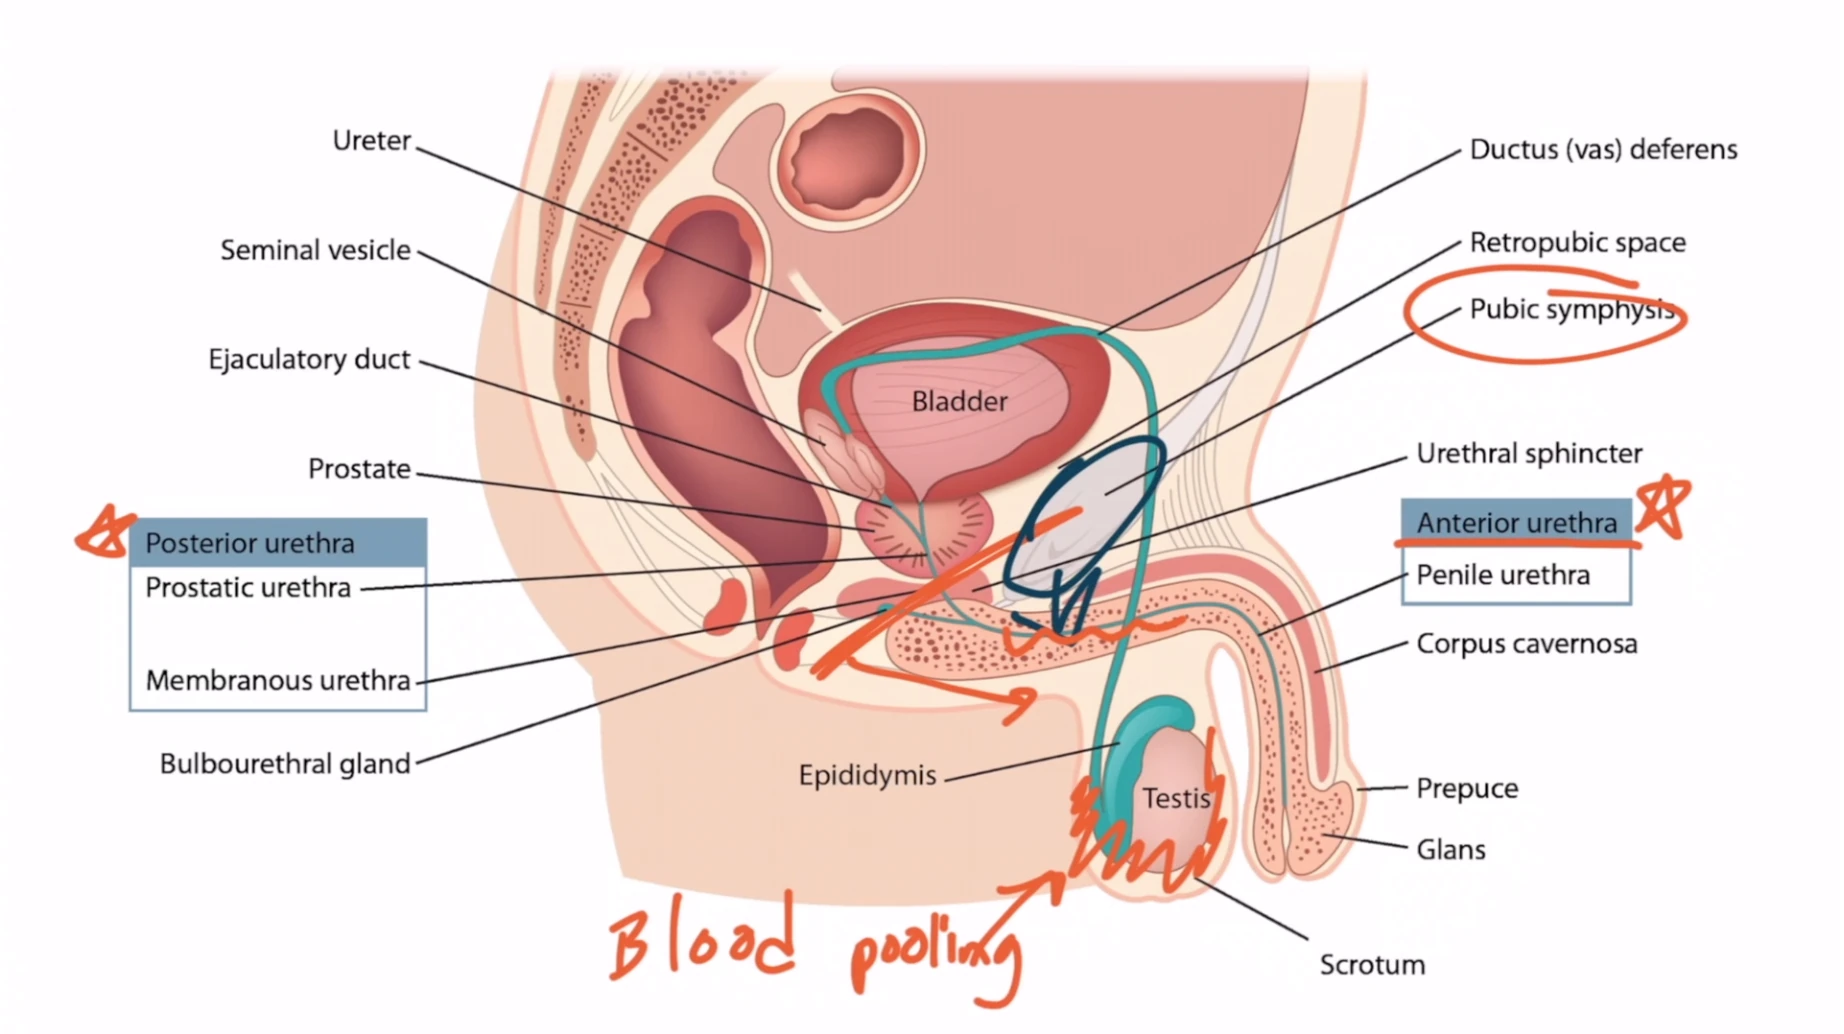 Ureter
Seminal vesicle
Ejaculatory duct
Prostate
Posterior urethra
Prostatic urethra
Membranous urethra
Bulbourethral gland
Bladder
Epididymis
Testis
Ductus (vas) deferens
Retropubic space
Pubic symphysis
Urethral sphincter
Anterior urethra
Penile urethra
Corpus cavernosa
Prepuce
Glans
Scrotum
Blood pooling